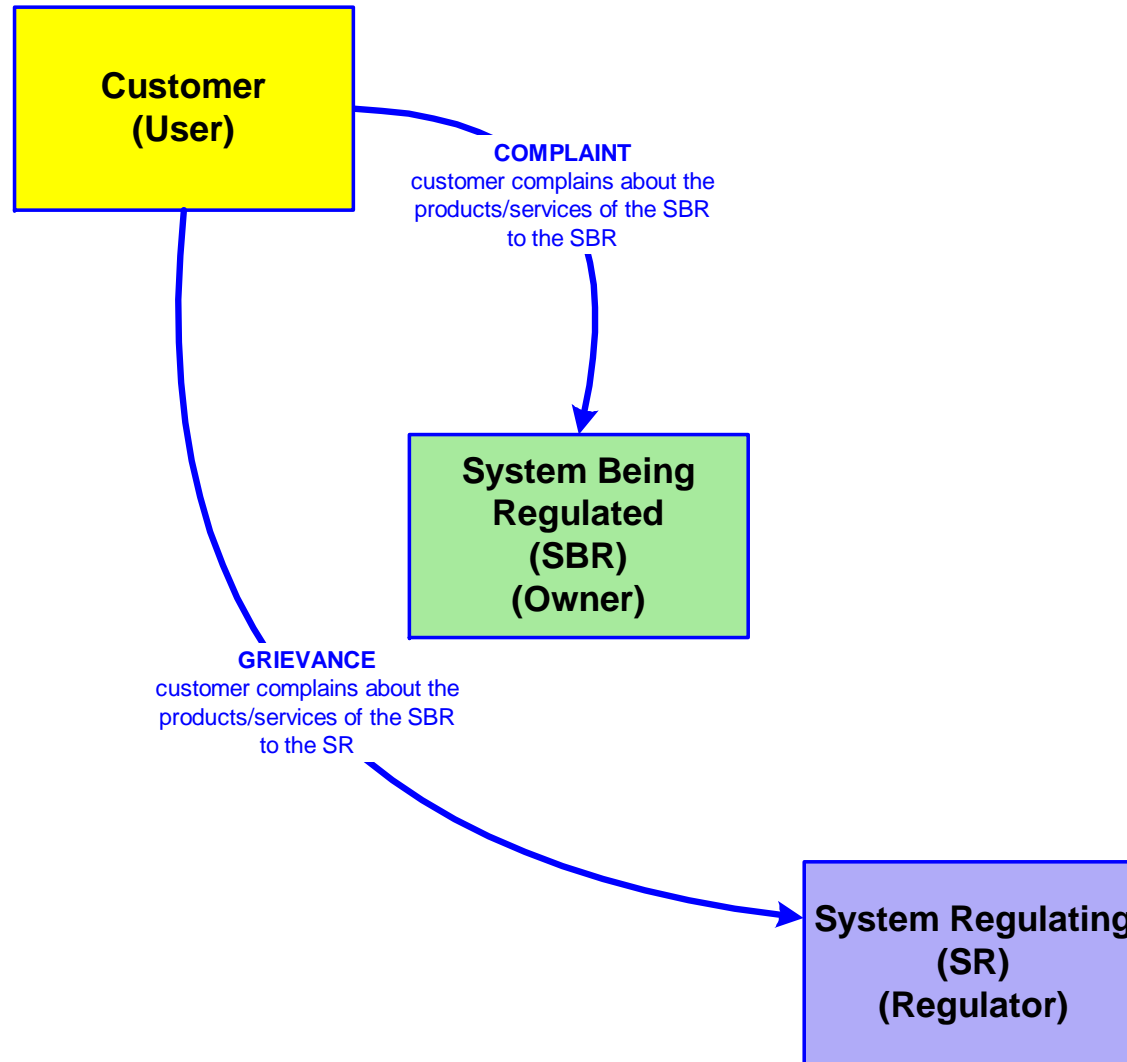 Customer
(User)
COMPLAINT
customer complains about the
products/services of the SBR
to the SBR
System Being
Regulated
(SBR)
(Owner)
GRIEVANCE
customer complains about the
products/services of the SBR
to the SR
System Regulating
(SR)
(Regulator)